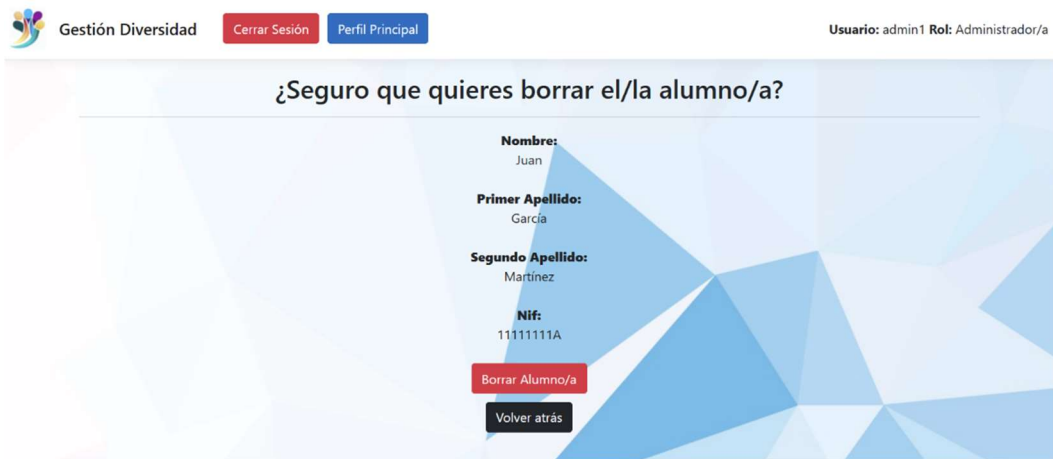 Gestión Diversidad Cerrar Sesión Perfil Principal Usuario: admin1 Rol: Administrador/a
¿Seguro que quieres borrar el/la alumno/a?
Nombre:
Juan
Primer Apellido:
García
Segundo Apellido:
Martínez
Nif:
11111111A
Borrar Alumno/a
Volver atrás